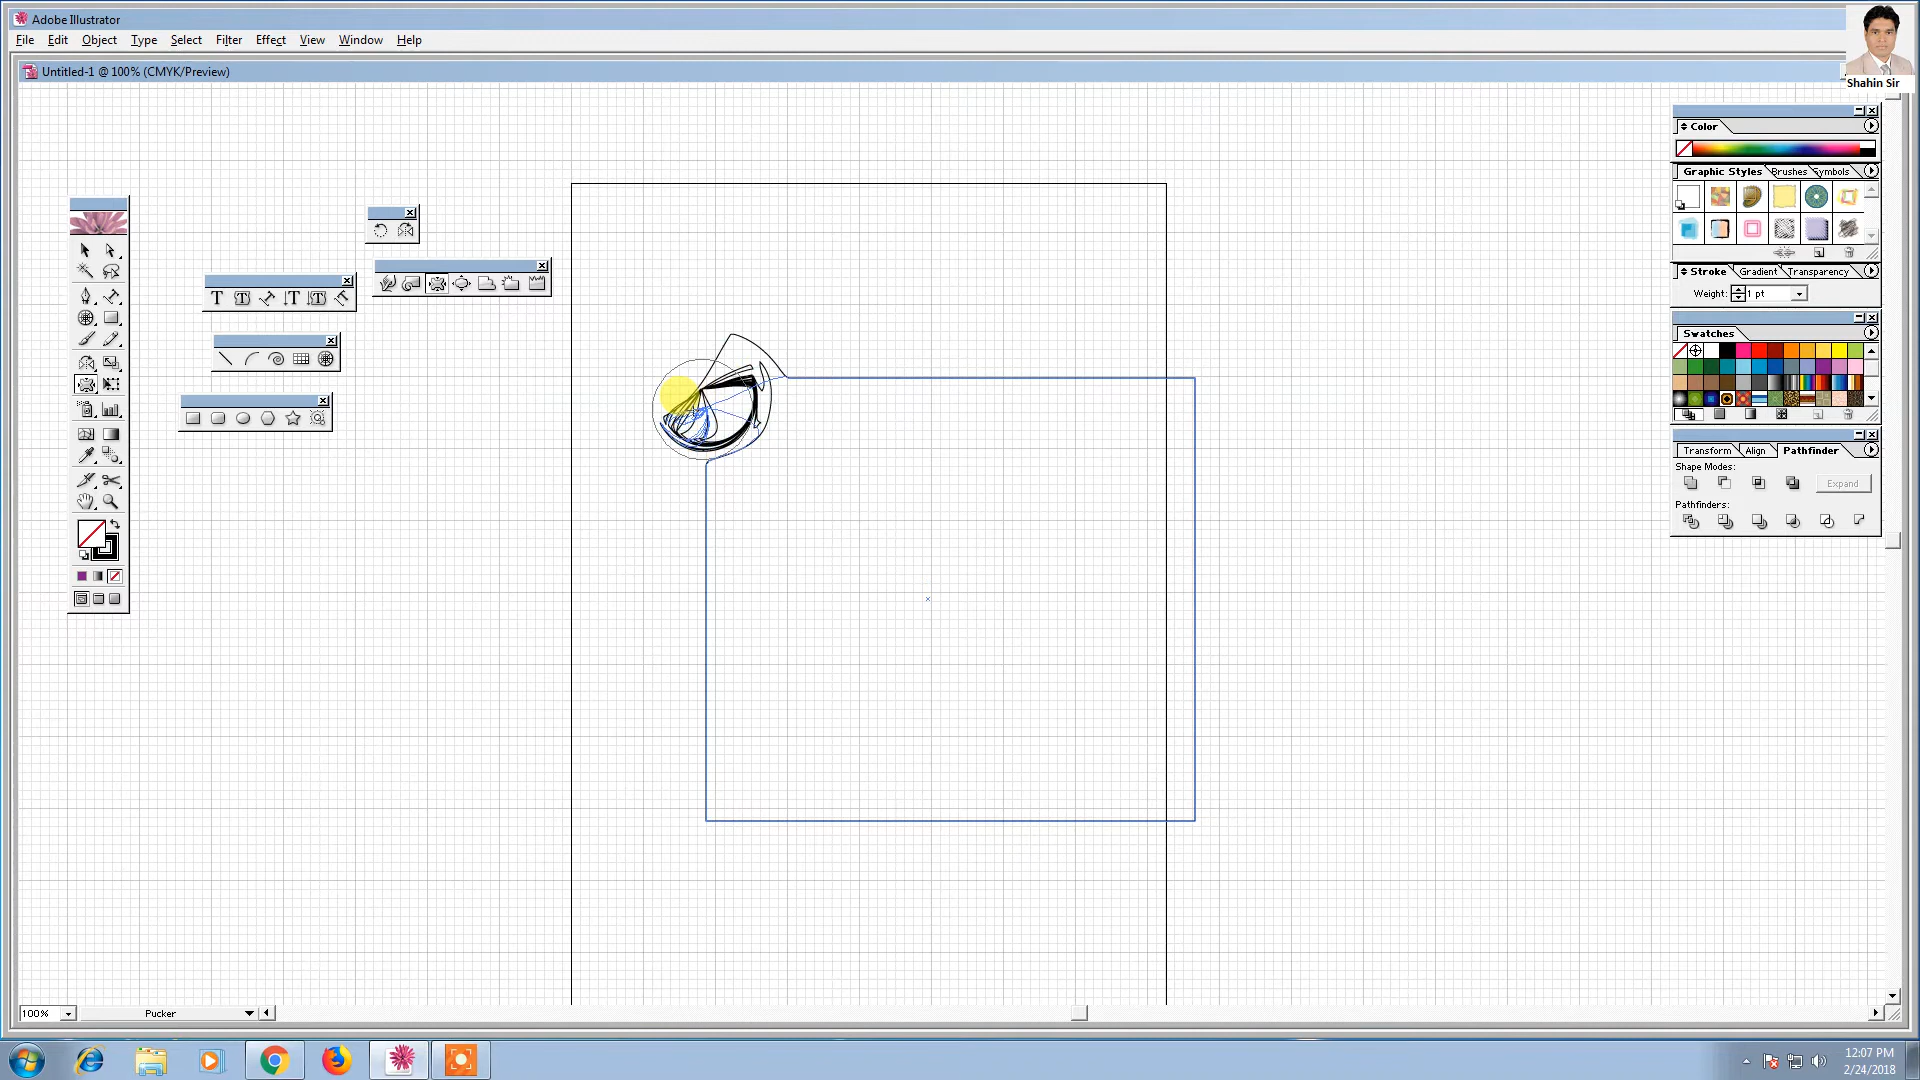 Adobe Illustrator
File Edit Object Type Select Filter Effect View Window Help
Shahin Sir
Untitled-1 @ 100% (CMYK/Preview)
Color
Graphic Styles Brushes Symbols
Stroke Gradient Transparency
Weight: 1 pt
Swatches
Transform Align Pathfinder
Shape Modes:
Expand
Pathfinders:
100% Pucker
12:07 PM
2/24/2018